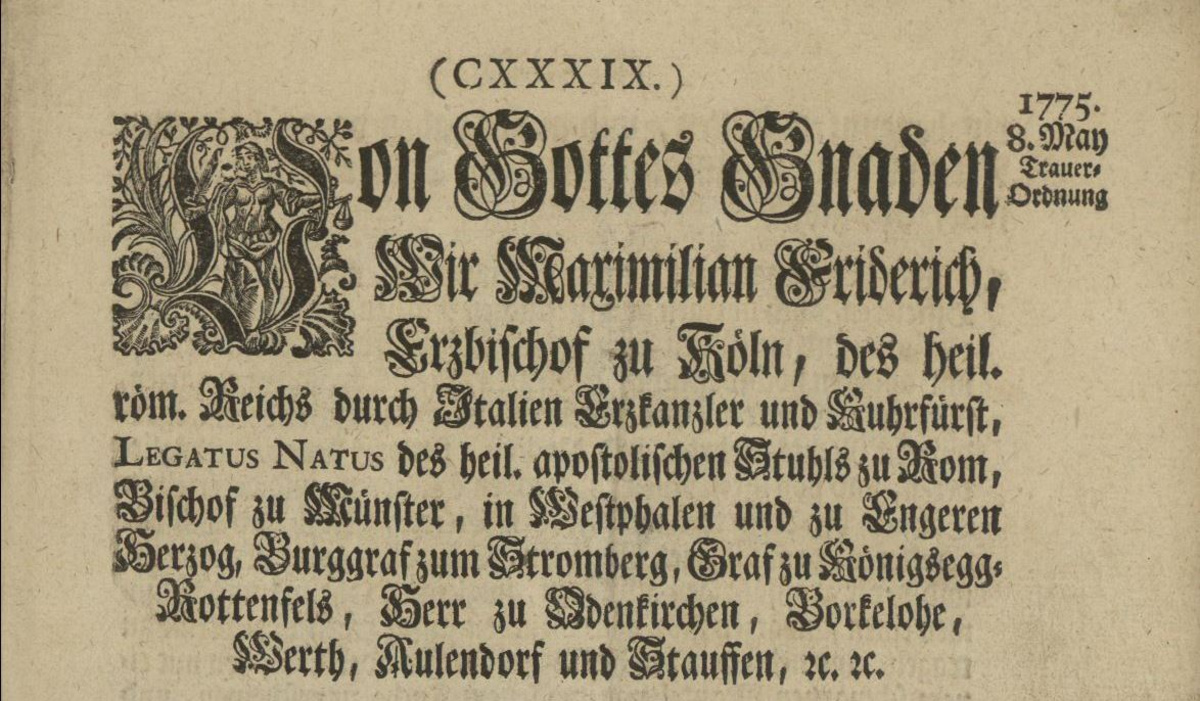 (CXXXIX.)
1775.
8. May
Trauer-
Ordnung
Von Gottes Gnaden
Wir Maximilian Friderich,
Erzbischof zu Köln, des heil.
röm. Reichs durch Italien Erzkanzler und Kuhrfürst,
LEGATUS NATUS des heil. apostolischen Stuhls zu Rom,
Bischof zu Münster, in Westphalen und zu Engeren
Herzog, Burggraf zum Stromberg, Graf zu Königsegg-
Rottenfels, Herr zu Odenkirchen, Borkelohe,
Werth, Aulendorf und Stauffen, ꝛc. ꝛc.